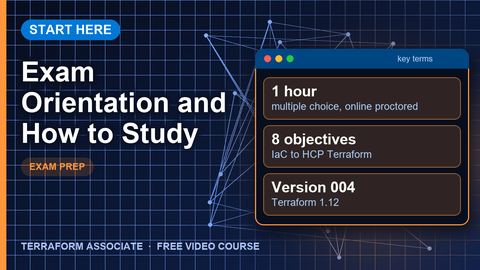 START HERE
Exam
Orientation and
How to Study
EXAM PREP
key terms
1 hour
multiple choice, online proctored
8 objectives
IaC to HCP Terraform
Version 004
Terraform 1.12
TERRAFORM ASSOCIATE · FREE VIDEO COURSE